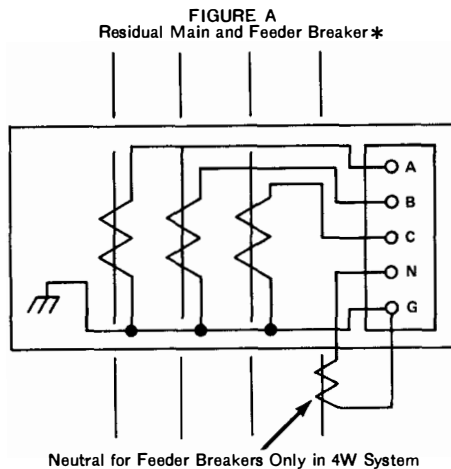 FIGURE A
Residual Main and Feeder Breaker*
A
B
C
N
G
Neutral for Feeder Breakers Only in 4W System